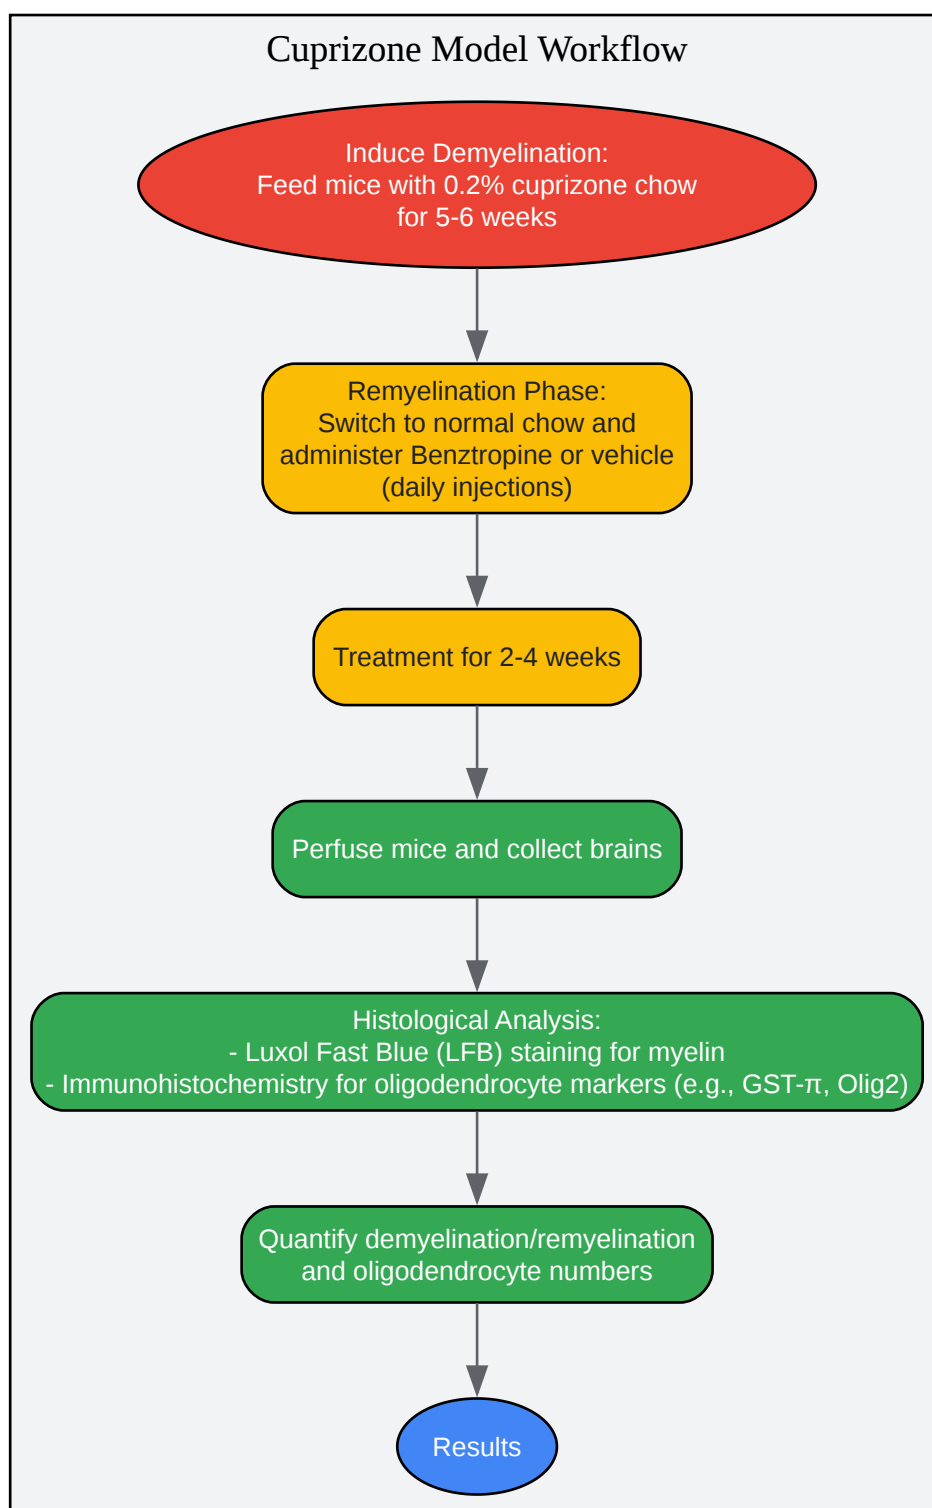 Cuprizone Model Workflow
Induce Demyelination:
Feed mice with 0.2% cuprizone chow
for 5-6 weeks
Remyelination Phase:
Switch to normal chow and
administer Benztropine or vehicle
(daily injections)
Treatment for 2-4 weeks
Perfuse mice and collect brains
Histological Analysis:
- Luxol Fast Blue (LFB) staining for myelin
- Immunohistochemistry for oligodendrocyte markers (e.g., GST-π, Olig2)
Quantify demyelination/remyelination
and oligodendrocyte numbers
Results